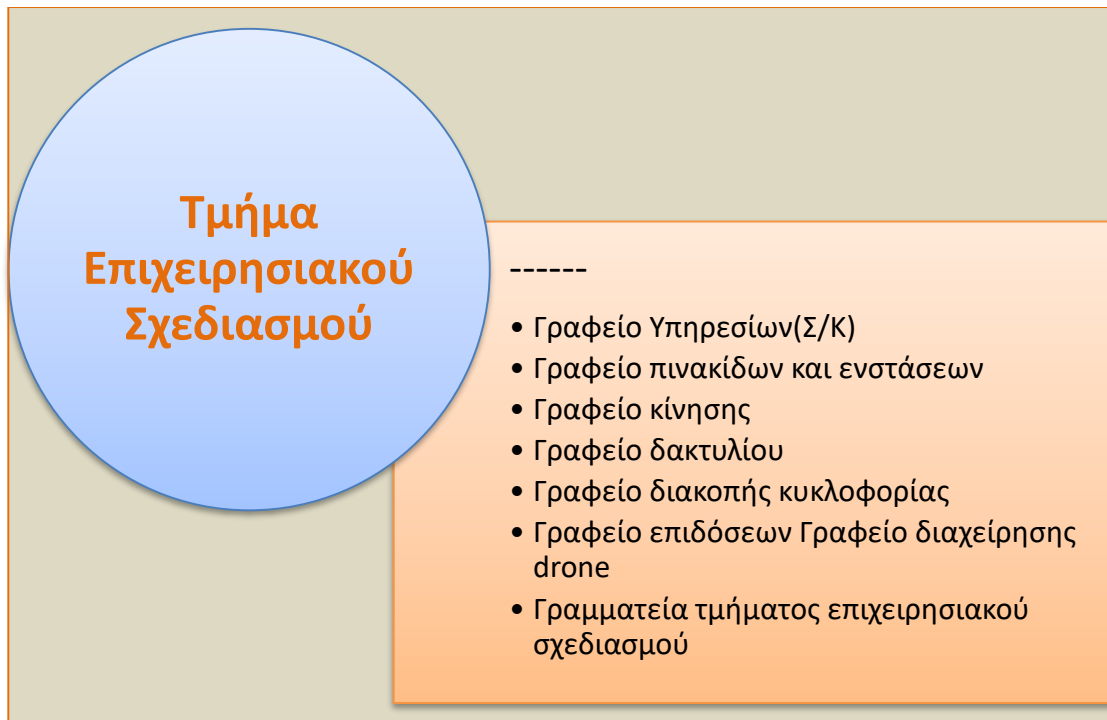 Τμήμα
Επιχειρησιακού
Σχεδιασμού
------
• Γραφείο Υπηρεσίων(Σ/Κ)
• Γραφείο πινακίδων και ενστάσεων
• Γραφείο κίνησης
• Γραφείο δακτυλίου
• Γραφείο διακοπής κυκλοφορίας
• Γραφείο επιδόσεων Γραφείο διαχείρησης
drone
• Γραμματεία τμήματος επιχειρησιακού
σχεδιασμού